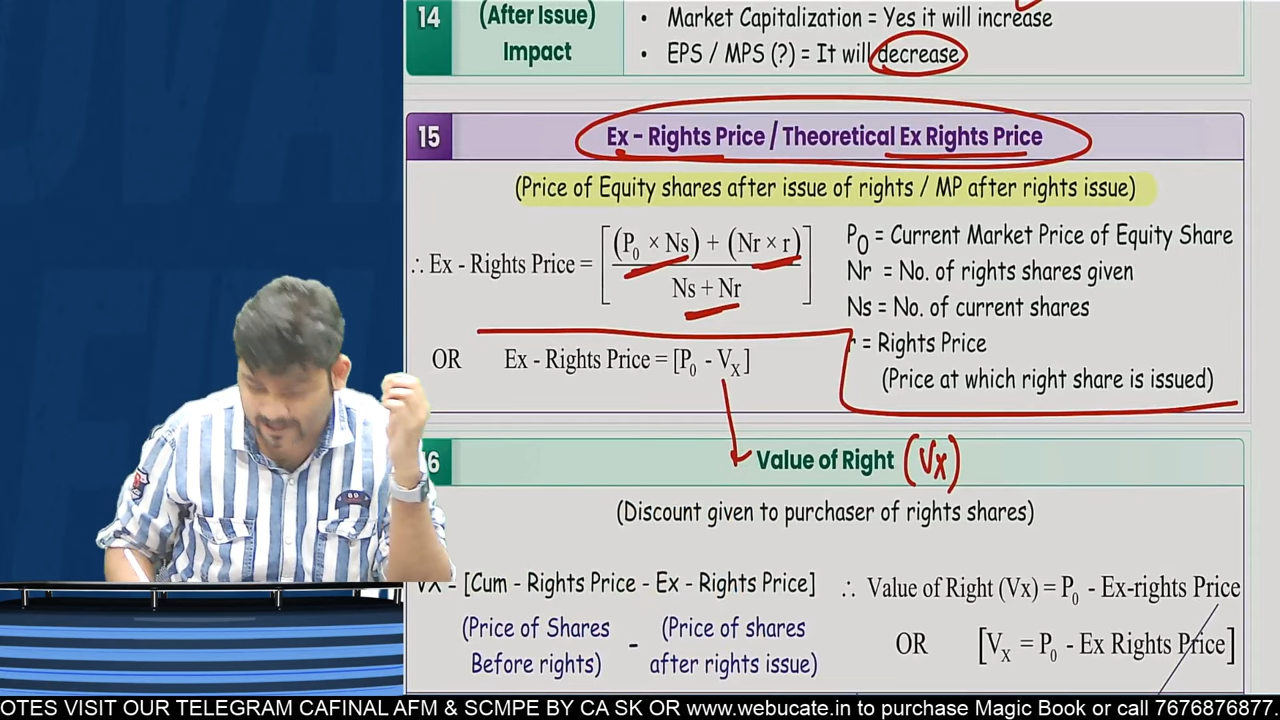 14
(After Issue)
Impact
• Market Capitalization = Yes it will increase
• EPS / MPS (?) = It will decrease
15
Ex - Rights Price / Theoretical Ex Rights Price
(Price of Equity shares after issue of rights / MP after rights issue)
∴ Ex - Rights Price = [(P₀ × Ns) + (Nr × r) / Ns + Nr]
P₀ = Current Market Price of Equity Share
Nr = No. of rights shares given
Ns = No. of current shares
r = Rights Price
(Price at which right share is issued)
OR Ex - Rights Price = [P₀ - Vₓ]
6
Value of Right (Vx)
(Discount given to purchaser of rights shares)
VX = [Cum - Rights Price - Ex - Rights Price]
(Price of Shares Before rights) - (Price of shares after rights issue)
∴ Value of Right (Vx) = P₀ - Ex-rights Price
OR [Vₓ = P₀ - Ex Rights Price]
OTES VISIT OUR TELEGRAM CAFINAL AFM & SCMPE BY CA SK OR www.webucate.in to purchase Magic Book or call 7676876877.